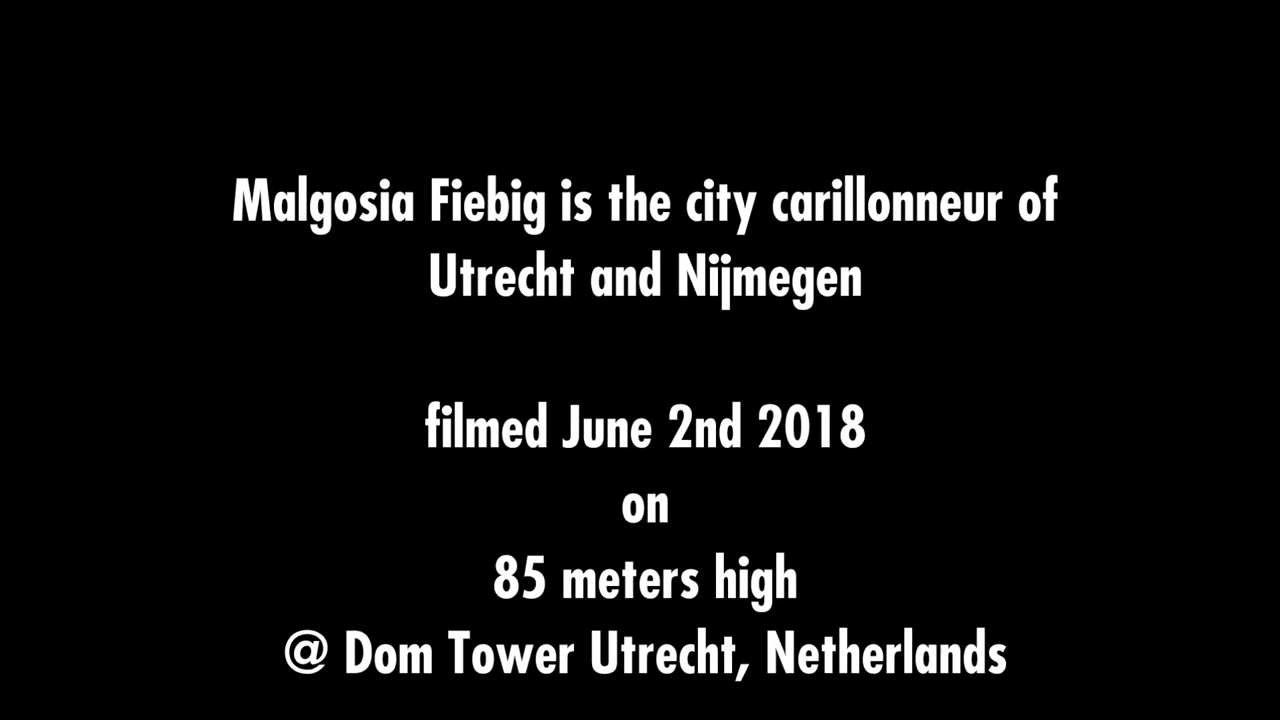 Malgosia Fiebig is the city carillonneur of
Utrecht and Nijmegen
filmed June 2nd 2018
on
85 meters high
@ Dom Tower Utrecht, Netherlands